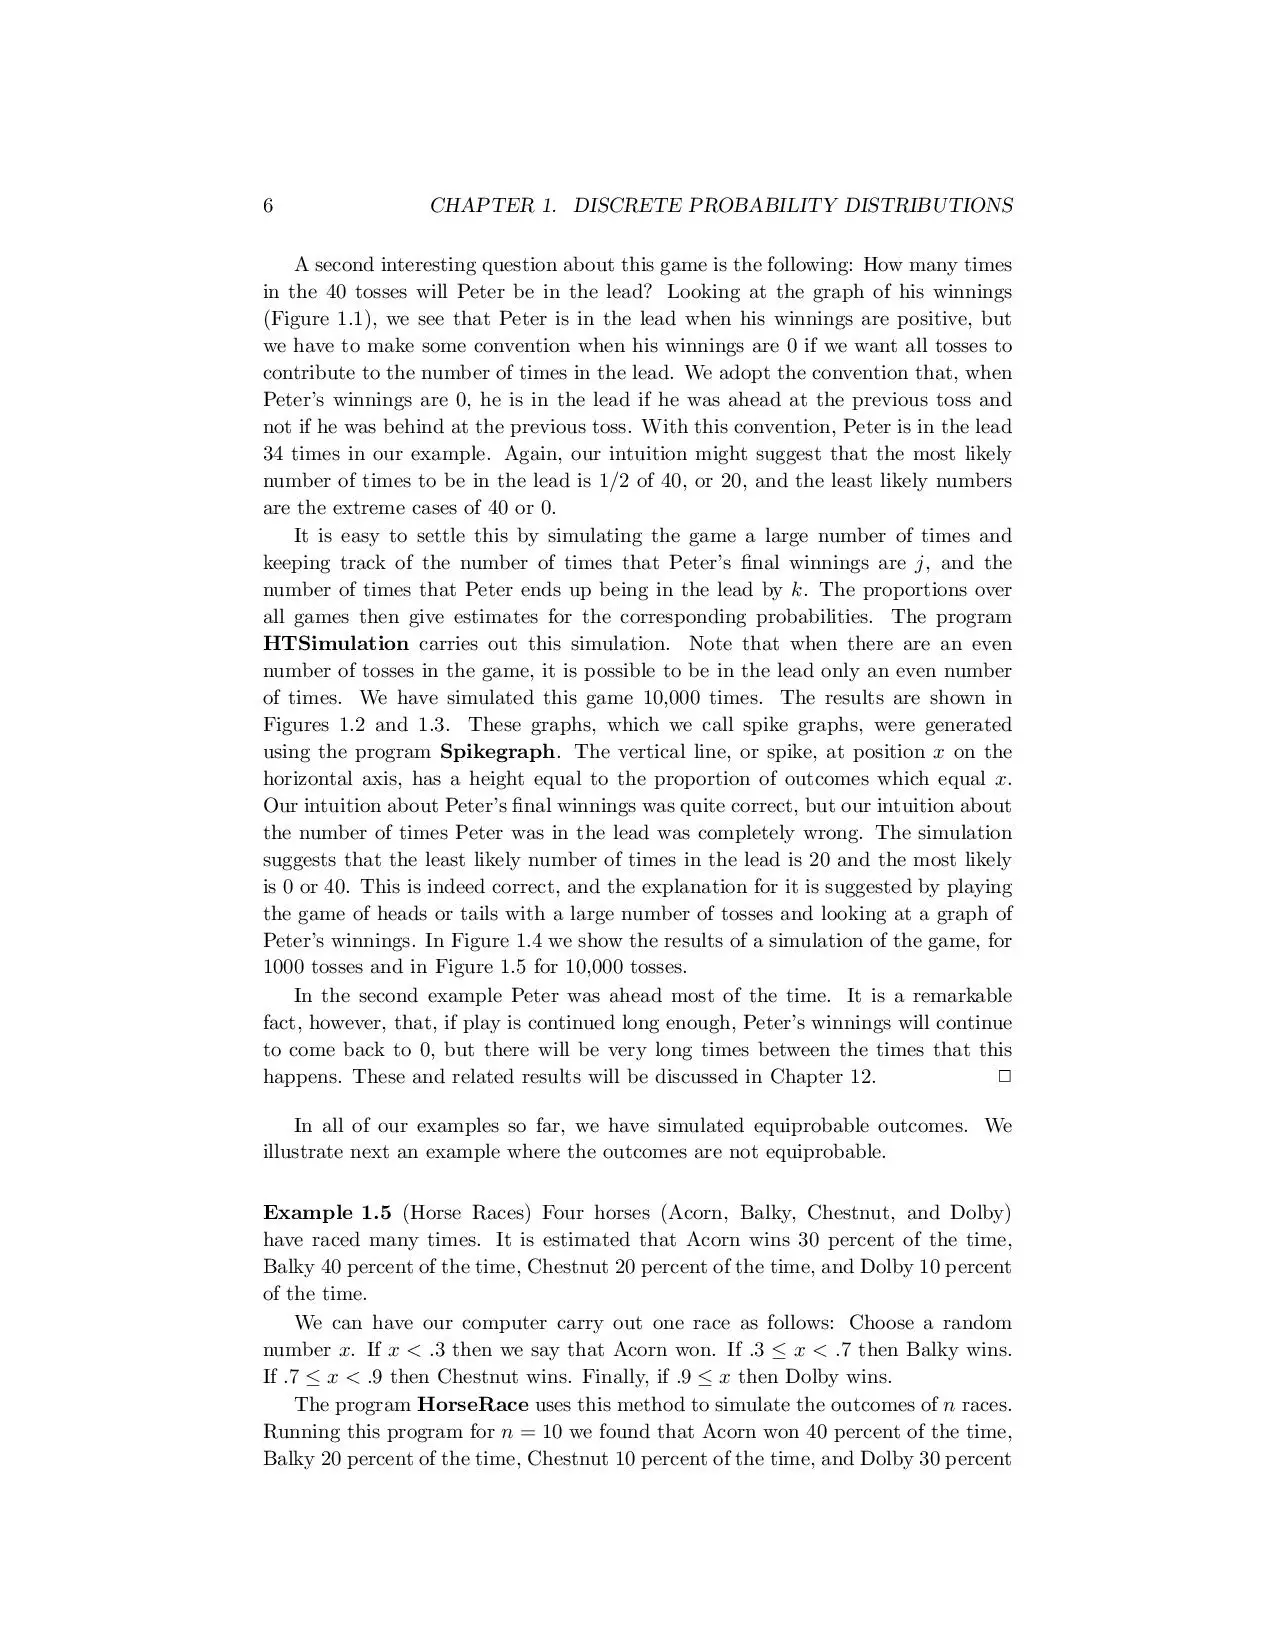 6 CHAPTER 1. DISCRETE PROBABILITY DISTRIBUTIONS
A second interesting question about this game is the following: How many times
in the 40 tosses will Peter be in the lead? Looking at the graph of his winnings
(Figure 1.1), we see that Peter is in the lead when his winnings are positive, but
we have to make some convention when his winnings are 0 if we want all tosses to
contribute to the number of times in the lead. We adopt the convention that, when
Peter's winnings are 0, he is in the lead if he was ahead at the previous toss and
not if he was behind at the previous toss. With this convention, Peter is in the lead
34 times in our example. Again, our intuition might suggest that the most likely
number of times to be in the lead is 1/2 of 40, or 20, and the least likely numbers
are the extreme cases of 40 or 0.
It is easy to settle this by simulating the game a large number of times and
keeping track of the number of times that Peter's final winnings are j, and the
number of times that Peter ends up being in the lead by k. The proportions over
all games then give estimates for the corresponding probabilities. The program
HTSimulation carries out this simulation. Note that when there are an even
number of tosses in the game, it is possible to be in the lead only an even number
of times. We have simulated this game 10,000 times. The results are shown in
Figures 1.2 and 1.3. These graphs, which we call spike graphs, were generated
using the program Spikegraph. The vertical line, or spike, at position x on the
horizontal axis, has a height equal to the proportion of outcomes which equal x.
Our intuition about Peter's final winnings was quite correct, but our intuition about
the number of times Peter was in the lead was completely wrong. The simulation
suggests that the least likely number of times in the lead is 20 and the most likely
is 0 or 40. This is indeed correct, and the explanation for it is suggested by playing
the game of heads or tails with a large number of tosses and looking at a graph of
Peter's winnings. In Figure 1.4 we show the results of a simulation of the game, for
1000 tosses and in Figure 1.5 for 10,000 tosses.
In the second example Peter was ahead most of the time. It is a remarkable
fact, however, that, if play is continued long enough, Peter's winnings will continue
to come back to 0, but there will be very long times between the times that this
happens. These and related results will be discussed in Chapter 12. □
In all of our examples so far, we have simulated equiprobable outcomes. We
illustrate next an example where the outcomes are not equiprobable.
Example 1.5 (Horse Races) Four horses (Acorn, Balky, Chestnut, and Dolby)
have raced many times. It is estimated that Acorn wins 30 percent of the time,
Balky 40 percent of the time, Chestnut 20 percent of the time, and Dolby 10 percent
of the time.
We can have our computer carry out one race as follows: Choose a random
number x. If x < .3 then we say that Acorn won. If .3 ≤ x < .7 then Balky wins.
If .7 ≤ x < .9 then Chestnut wins. Finally, if .9 ≤ x then Dolby wins.
The program HorseRace uses this method to simulate the outcomes of n races.
Running this program for n = 10 we found that Acorn won 40 percent of the time,
Balky 20 percent of the time, Chestnut 10 percent of the time, and Dolby 30 percent